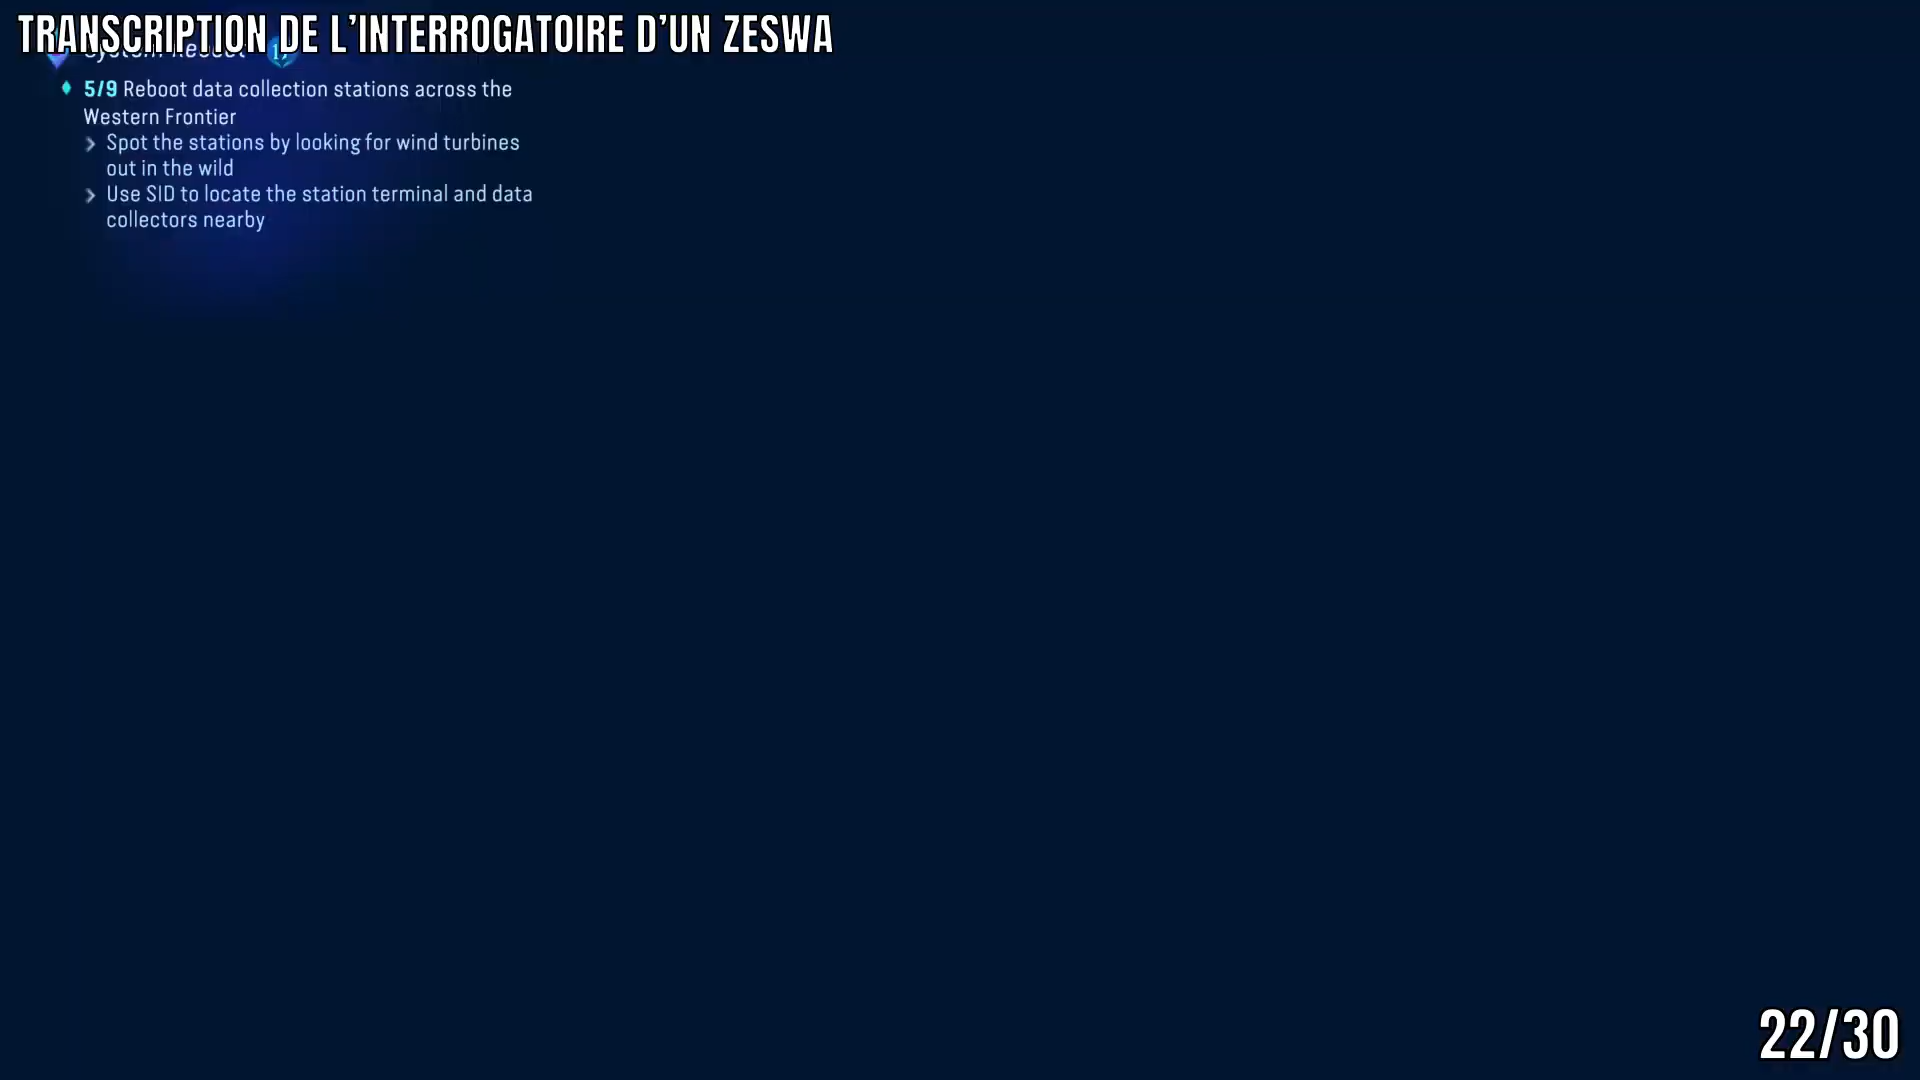 TRANSCRIPTION DE L’INTERROGATOIRE D’UN ZESWA
System Reboot
5/9 Reboot data collection stations across the
Western Frontier
Spot the stations by looking for wind turbines
out in the wild
Use SID to locate the station terminal and data
collectors nearby
22/30